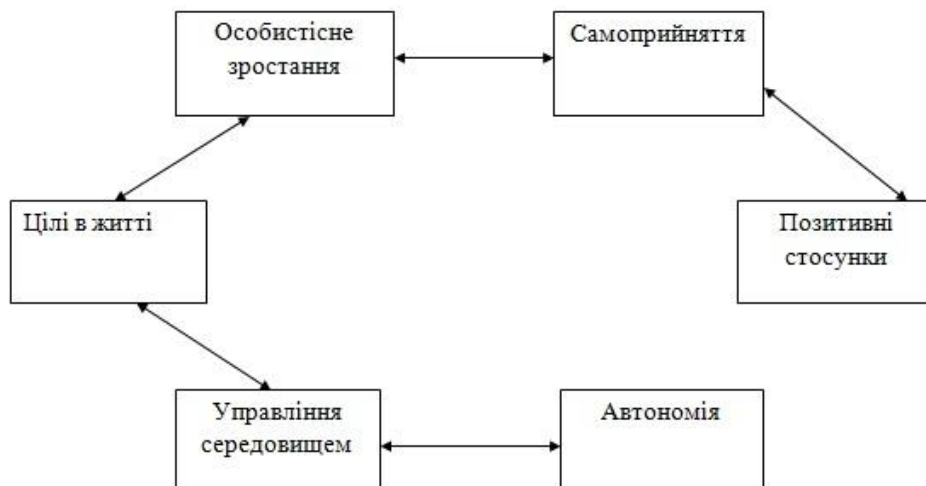 Особистісне
зростання
Самоприйняття
Цілі в житті
Позитивні
стосунки
Управління
середовищем
Автономія